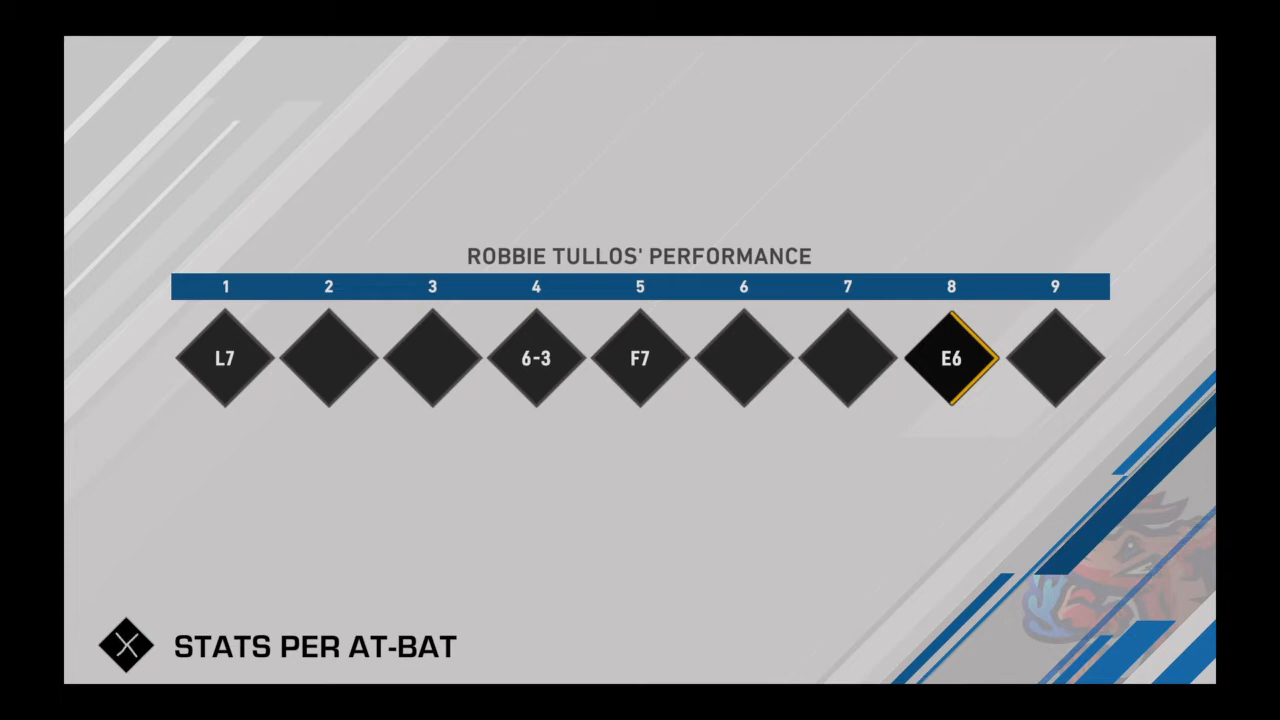 ROBBIE TULLOS' PERFORMANCE
1 2 3 4 5 6 7 8 9
L7 6-3 F7 E6
STATS PER AT-BAT